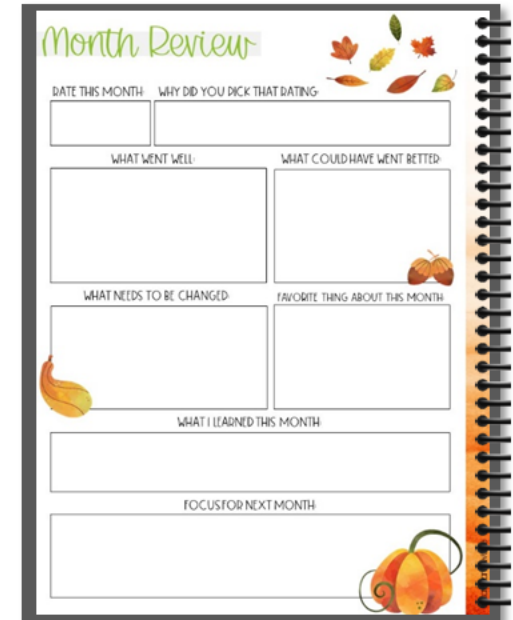 Month Review
RATE THIS MONTH: WHY DID YOU PICK THAT RATING:
WHAT WENT WELL: WHAT COULD HAVE WENT BETTER:
WHAT NEEDS TO BE CHANGED: FAVORITE THING ABOUT THIS MONTH:
WHAT I LEARNED THIS MONTH:
FOCUS FOR NEXT MONTH: